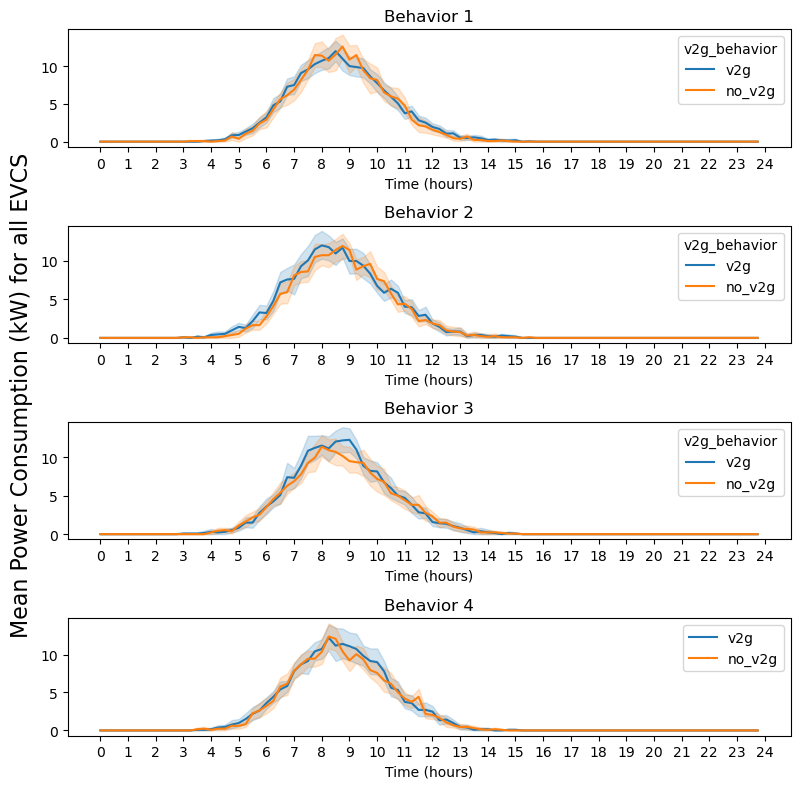 Mean Power Consumption (kW) for all EVCS
Behavior 1
10
5
0
v2g_behavior
v2g
no_v2g
0 1 2 3 4 5 6 7 8 9 10 11 12 13 14 15 16 17 18 19 20 21 22 23 24
Time (hours)
Behavior 2
10
5
0
v2g_behavior
v2g
no_v2g
0 1 2 3 4 5 6 7 8 9 10 11 12 13 14 15 16 17 18 19 20 21 22 23 24
Time (hours)
Behavior 3
10
5
0
v2g_behavior
v2g
no_v2g
0 1 2 3 4 5 6 7 8 9 10 11 12 13 14 15 16 17 18 19 20 21 22 23 24
Time (hours)
Behavior 4
10
5
0
v2g
no_v2g
0 1 2 3 4 5 6 7 8 9 10 11 12 13 14 15 16 17 18 19 20 21 22 23 24
Time (hours)